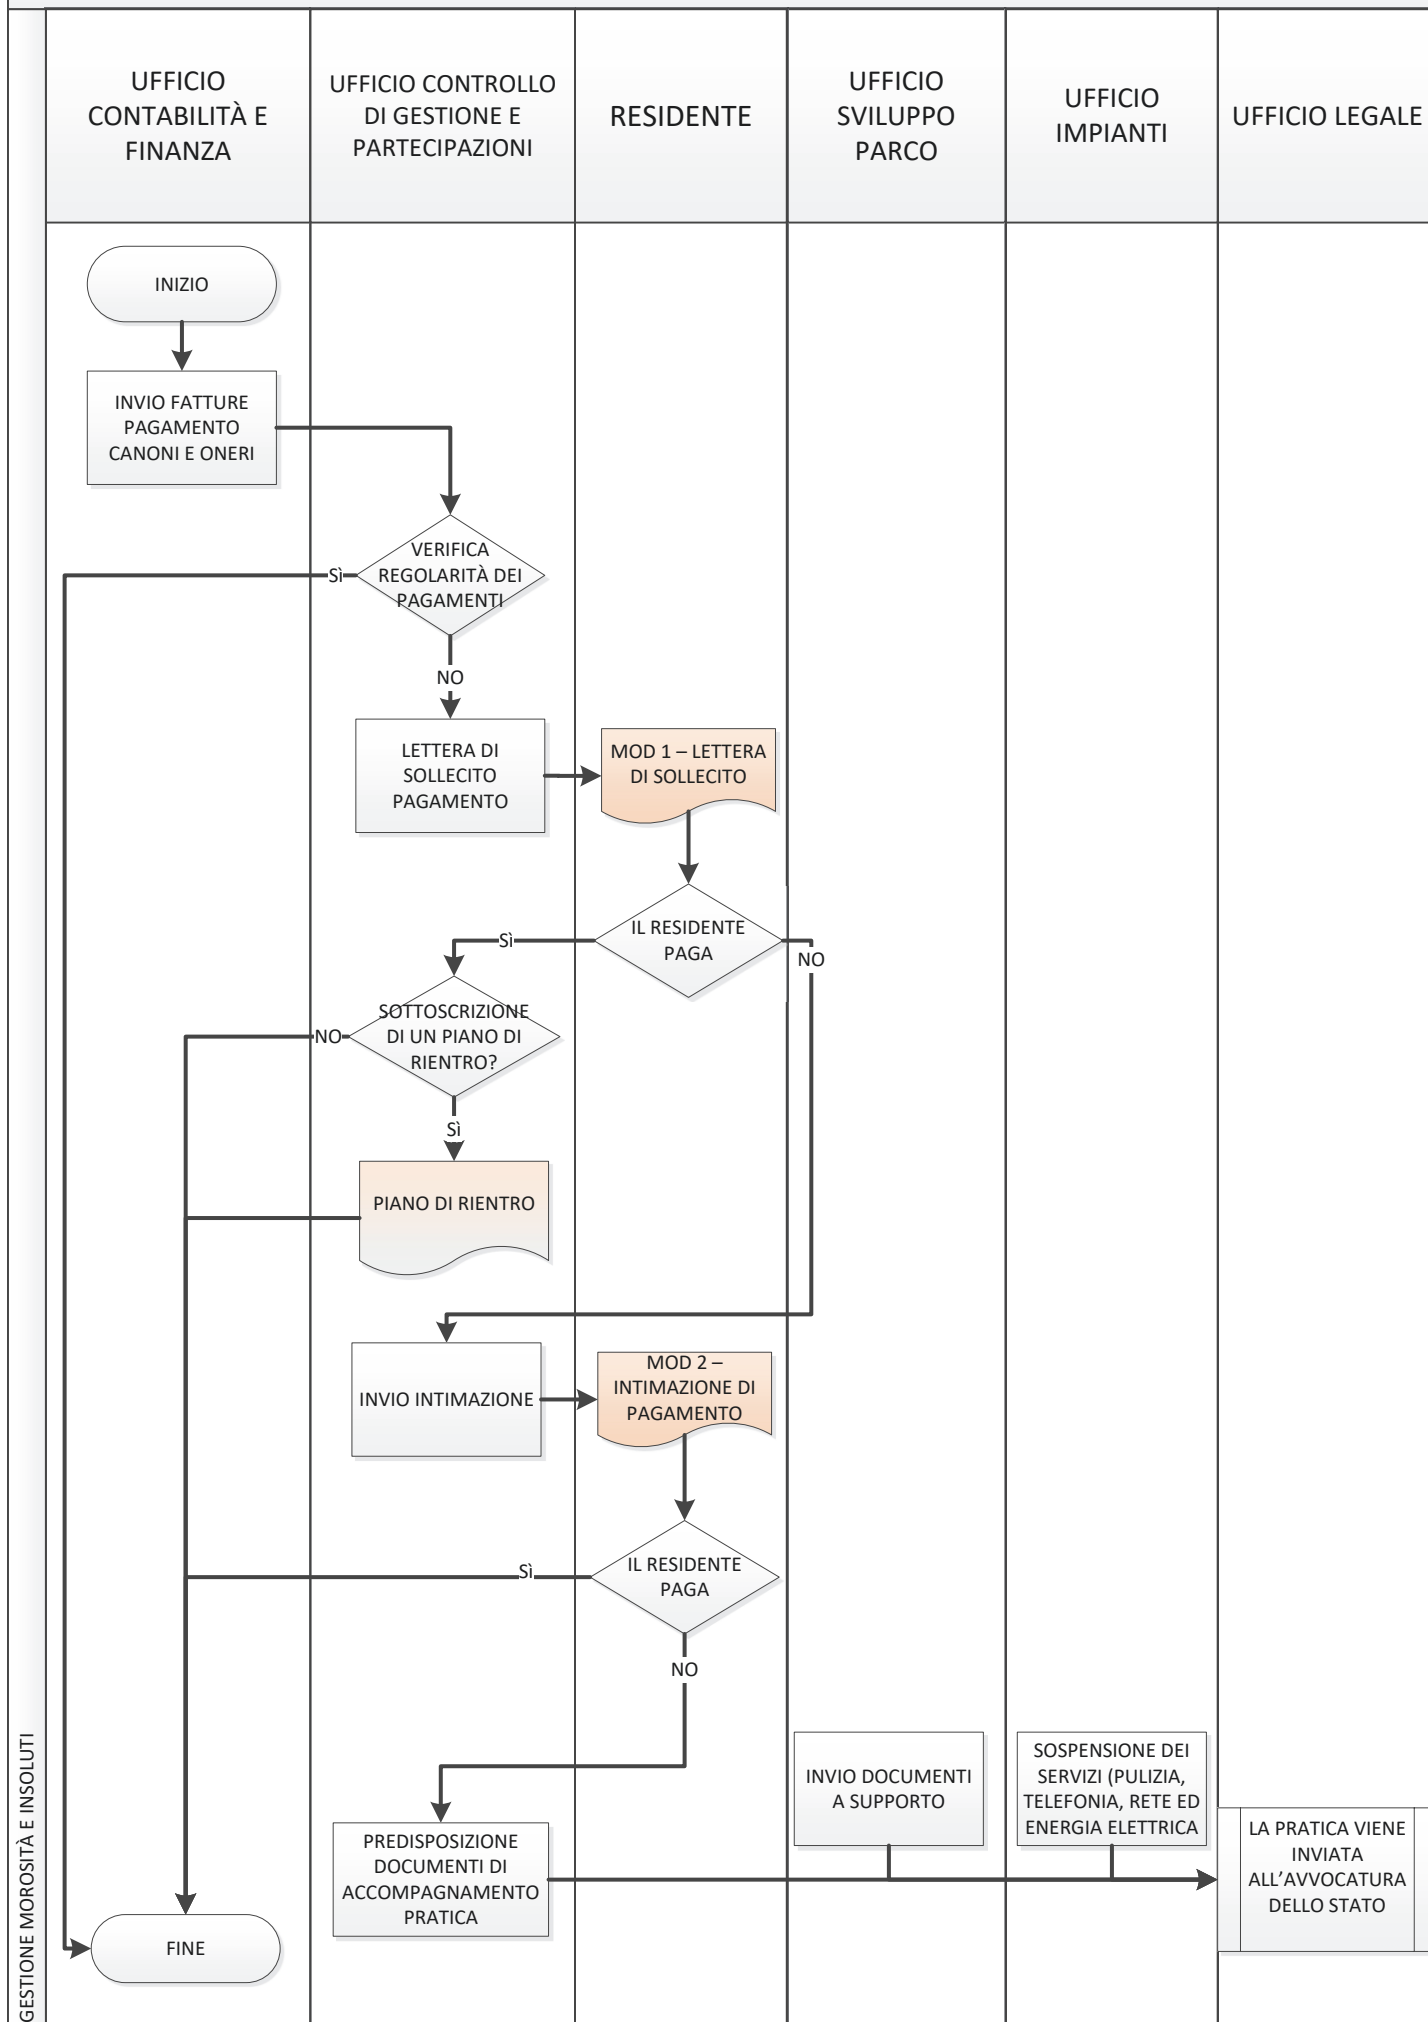 UFFICIO
CONTABILITÀ E
FINANZA
UFFICIO CONTROLLO
DI GESTIONE E
PARTECIPAZIONI
RESIDENTE
UFFICIO
SVILUPPO
PARCO
UFFICIO
IMPIANTI
UFFICIO LEGALE
INIZIO
INVIO FATTURE
PAGAMENTO
CANONI E ONERI
VERIFICA
REGOLARITÀ DEI
PAGAMENTI
Sì
NO
LETTERA DI
SOLLECITO
PAGAMENTO
MOD 1 – LETTERA
DI SOLLECITO
IL RESIDENTE
PAGA
Sì
NO
SOTTOSCRIZIONE
DI UN PIANO DI
RIENTRO?
NO
Sì
PIANO DI RIENTRO
INVIO INTIMAZIONE
MOD 2 –
INTIMAZIONE DI
PAGAMENTO
IL RESIDENTE
PAGA
Sì
NO
PREDISPOSIZIONE
DOCUMENTI DI
ACCOMPAGNAMENTO
PRATICA
INVIO DOCUMENTI
A SUPPORTO
SOSPENSIONE DEI
SERVIZI (PULIZIA,
TELEFONIA, RETE ED
ENERGIA ELETTRICA
LA PRATICA VIENE
INVIATA
ALL’AVVOCATURA
DELLO STATO
FINE
GESTIONE MOROSITÀ E INSOLUTI